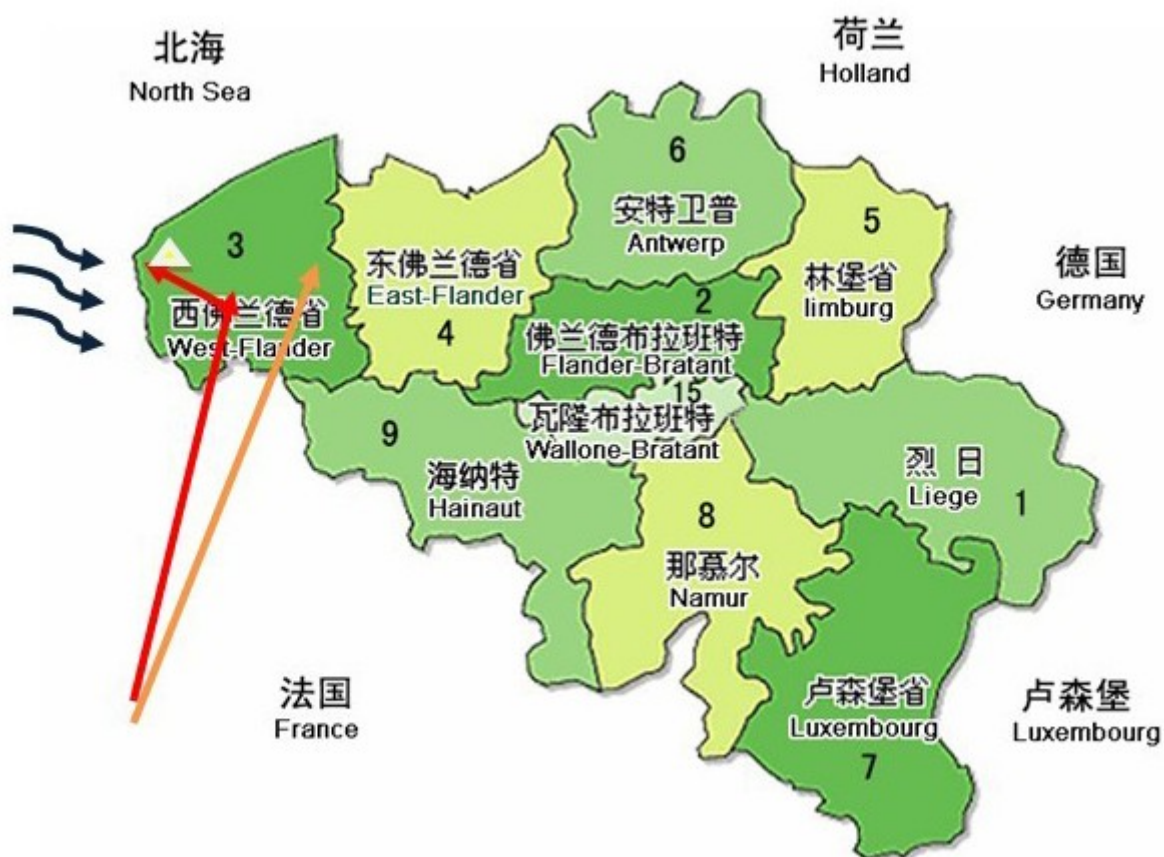 北海
North Sea
荷兰
Holland
6
安特卫普
Antwerp
3
5
林堡省
limburg
东佛兰德省
East-Flander
德国
Germany
西佛兰德省
West-Flander
4
2
佛兰德布拉班特
Flander-Bratant
15
瓦隆布拉班特
Wallone-Bratant
9
海纳特
Hainaut
烈日
Liege
1
8
那慕尔
Namur
法国
France
卢森堡省
Luxembourg
7
卢森堡
Luxembourg